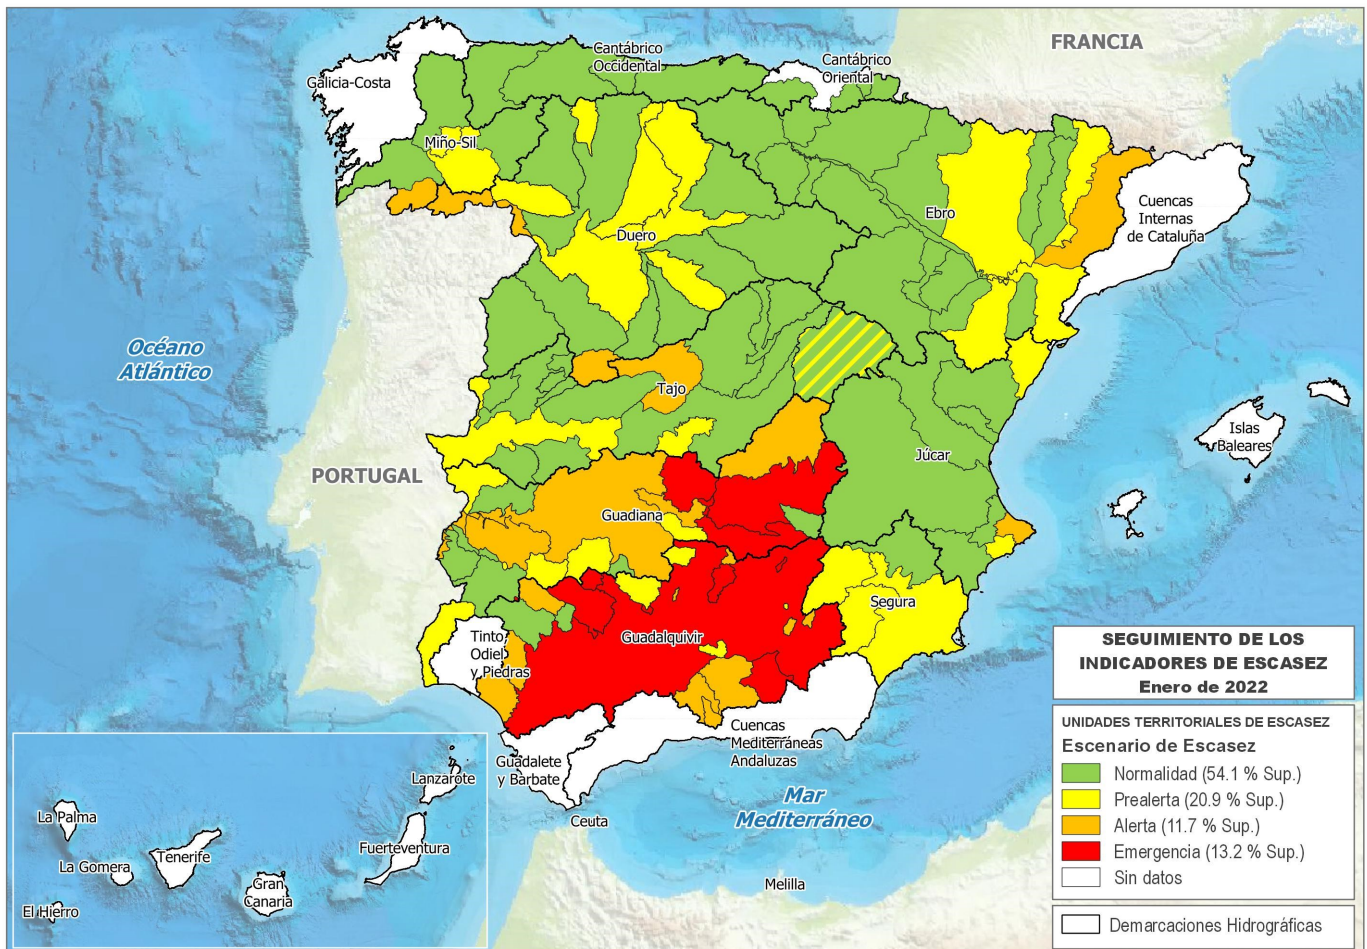 FRANCIA
Cantábrico
Occidental
Cantábrico
Oriental
Galicia-Costa
Miño-Sil
Ebro
Cuencas
Internas
de Cataluña
Duero
Océano
Atlántico
Tajo
Islas
Baleares
PORTUGAL
Júcar
Guadiana
Segura
Guadalquivir
Tinto,
Odiel
y Piedras
Cuencas
Mediterráneas
Andaluzas
Guadalete
y Barbate
Ceuta
Mar
Mediterráneo
Melilla
Lanzarote
La Palma
Fuerteventura
Tenerife
La Gomera
Gran
Canaria
El Hierro
SEGUIMIENTO DE LOS
INDICADORES DE ESCASEZ
Enero de 2022
UNIDADES TERRITORIALES DE ESCASEZ
Escenario de Escasez
Normalidad (54.1 % Sup.)
Prealerta (20.9 % Sup.)
Alerta (11.7 % Sup.)
Emergencia (13.2 % Sup.)
Sin datos
Demarcaciones Hidrográficas